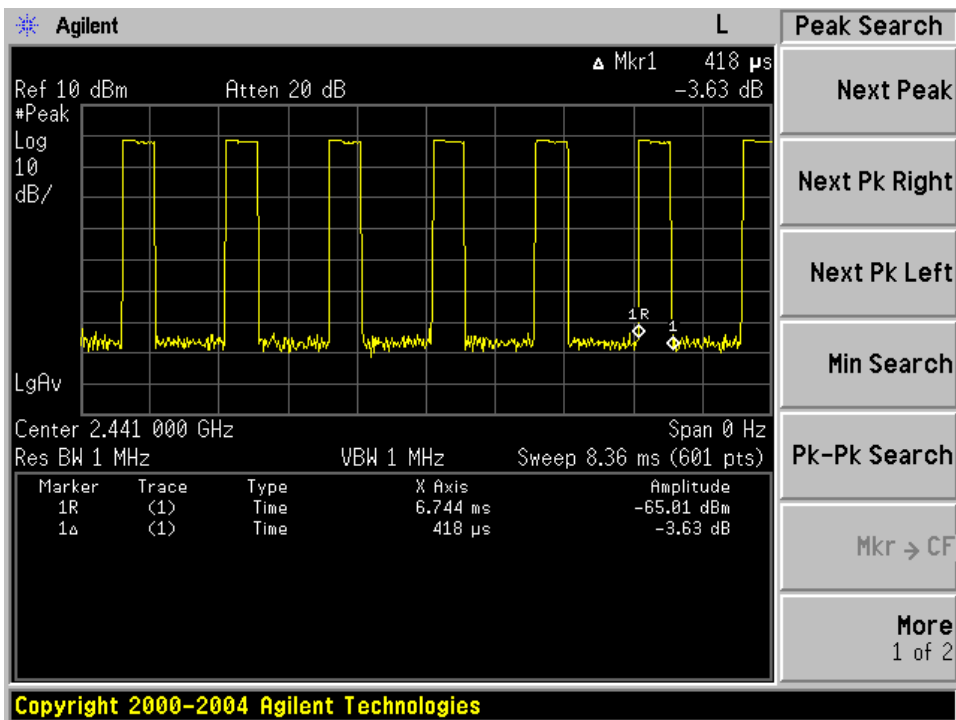 Agilent
L
Peak Search
Δ Mkr1 418 µs
Ref 10 dBm Atten 20 dB -3.63 dB
#Peak
Log
10
dB/
1R
1
LgAv
Center 2.441 000 GHz Span 0 Hz
Res BW 1 MHz VBW 1 MHz Sweep 8.36 ms (601 pts)
Marker Trace Type X Axis Amplitude
1R (1) Time 6.744 ms -65.01 dBm
1Δ (1) Time 418 µs -3.63 dB
Next Peak
Next Pk Right
Next Pk Left
Min Search
Pk-Pk Search
Mkr → CF
More
1 of 2
Copyright 2000-2004 Agilent Technologies